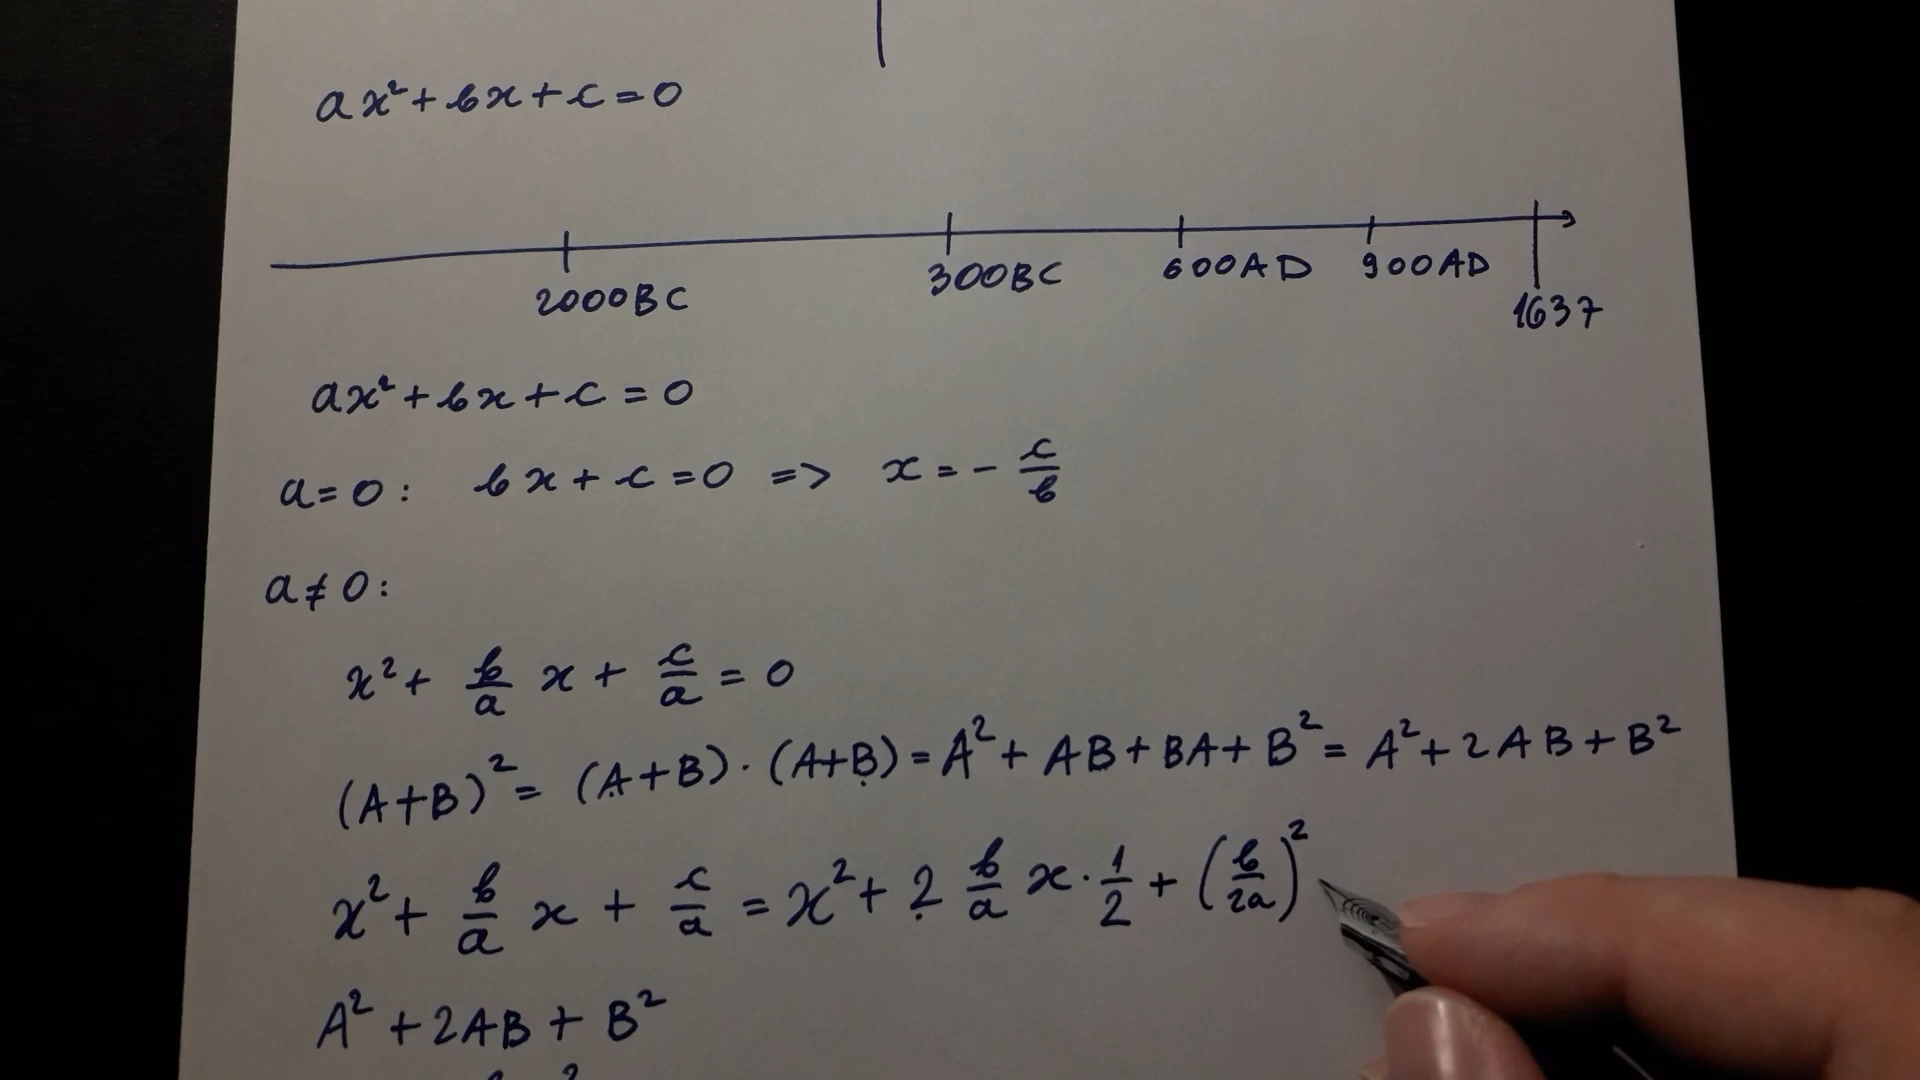 ax²+bx+c=0
2000BC 300BC 600AD 900AD 1637
ax²+bx+c=0
a=0: bx+c=0 => x=-c/b
a≠0:
x²+ b/a x + c/a = 0
(A+B)²= (A+B)·(A+B)=A²+AB+BA+B²=A²+2AB+B²
x²+ b/a x + c/a = x²+2 b/a x·1/2+(b/2a)²
A²+2AB+B²